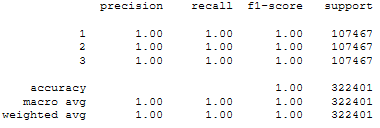 precision recall f1-score support
1 1.00 1.00 1.00 107467
2 1.00 1.00 1.00 107467
3 1.00 1.00 1.00 107467
accuracy 1.00 322401
macro avg 1.00 1.00 1.00 322401
weighted avg 1.00 1.00 1.00 322401